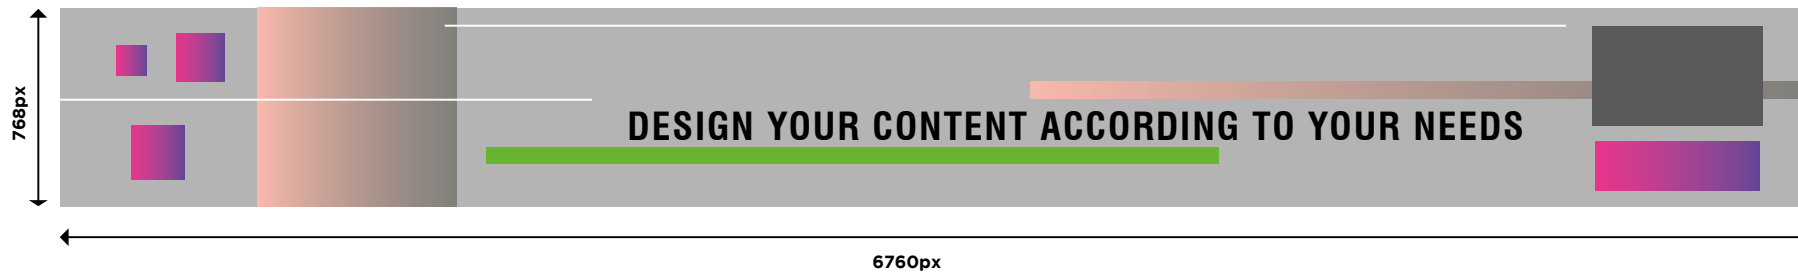 768px
DESIGN YOUR CONTENT ACCORDING TO YOUR NEEDS
6760px